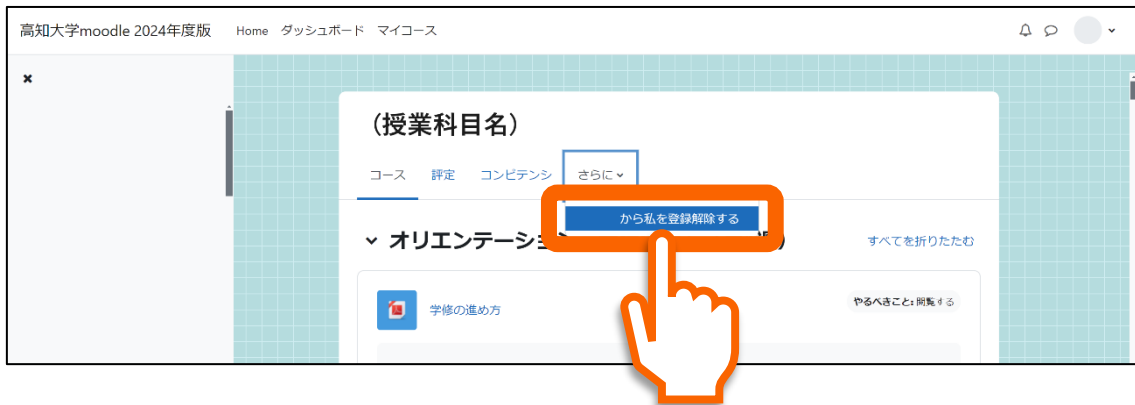 高知大学moodle 2024年度版 Home ダッシュボード マイコース
(授業科目名)
コース 評定 コンピテンシ さらに
から私を登録解除する
オリエンテーション すべてを折りたたむ
学修の進め方 やるべきこと: 閲覧する